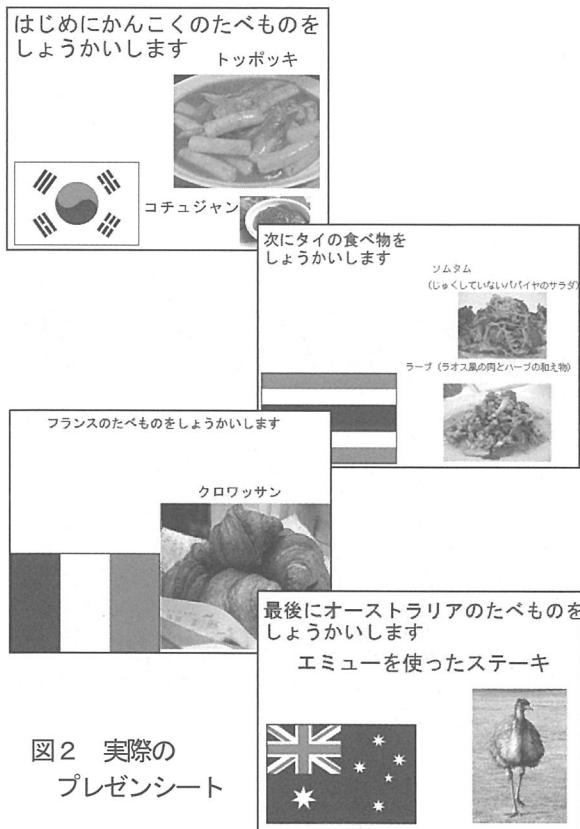 はじめにかんこくのたべものを
しょうかいします
トッポッキ
コチュジャン
次にタイの食べ物を
しょうかいします
ソムタム
(じゅくしていないパパイヤのサラダ)
ラープ(ラオス風の肉とハーブの和え物)
フランスのたべものをしょうかいします
クロワッサン
最後にオーストラリアのたべものを
しょうかいします
エミューを使ったステーキ
図2 実際の
プレゼンシート